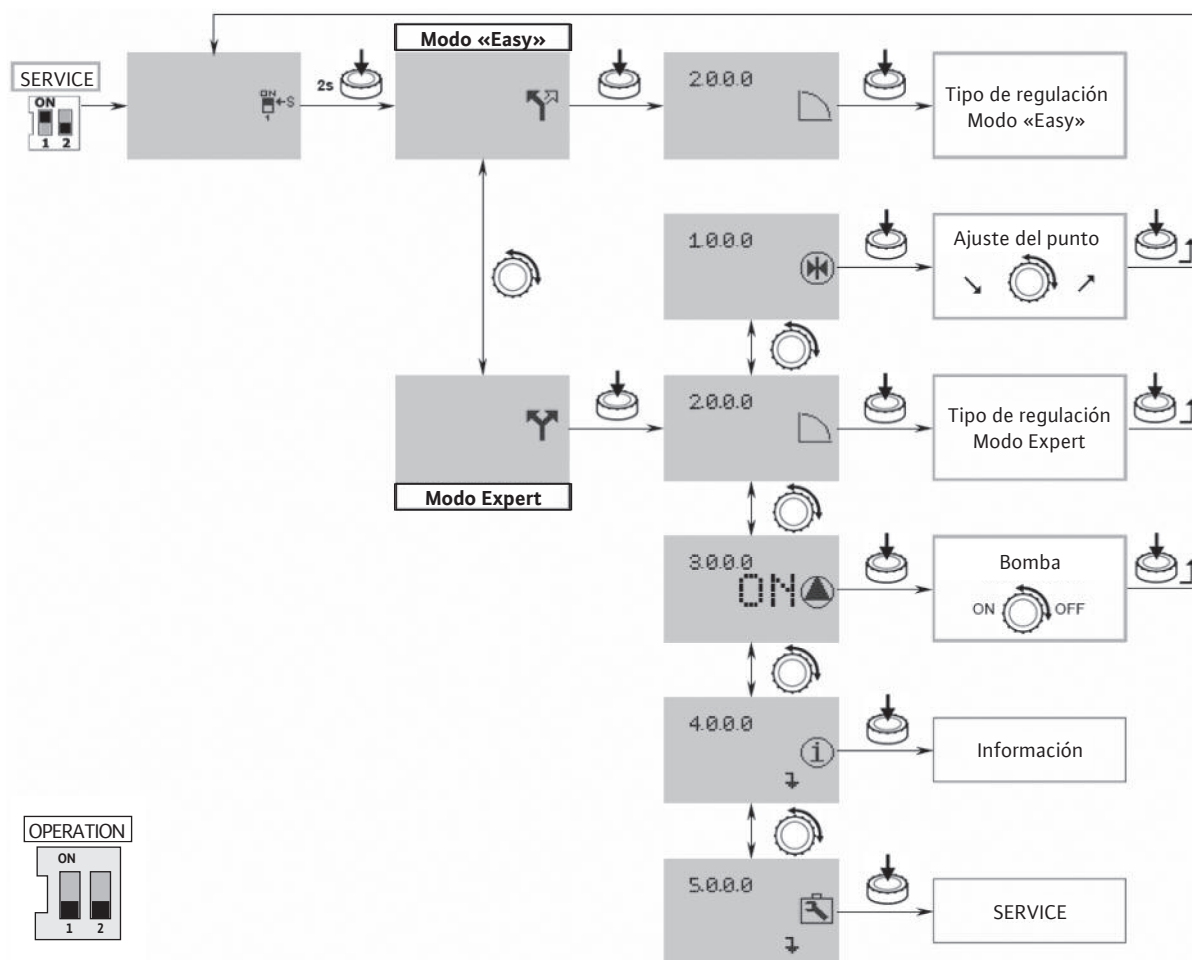 Modo «Easy»
SERVICE
ON
1 2
ON
S
1
2s
2.0.0.0
Tipo de regulación
Modo «Easy»
1.0.0.0
Ajuste del punto
2.0.0.0
Tipo de regulación
Modo Expert
Modo Expert
3.0.0.0
ON
Bomba
ON OFF
4.0.0.0
i
Información
OPERATION
ON
1 2
5.0.0.0
SERVICE